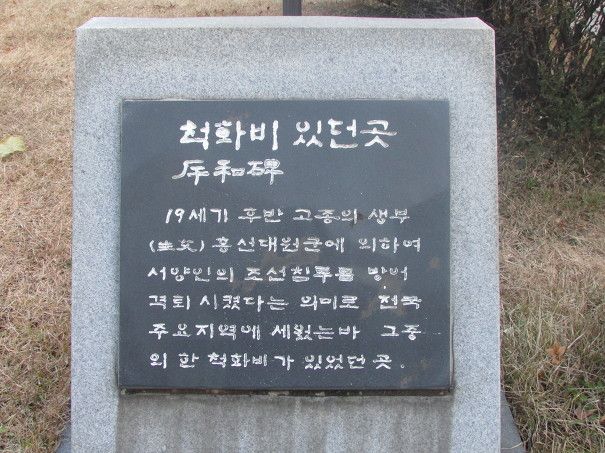 척화비 있던곳
斥和碑
19세기 후반 고종의 생부
(生父) 흥선대원군에 의하여
서양인의 조선침투를 방어
격퇴 시켰다는 의미로 전국
주요지역에 세웠는바 그중
의 한 척화비가 있었던 곳.